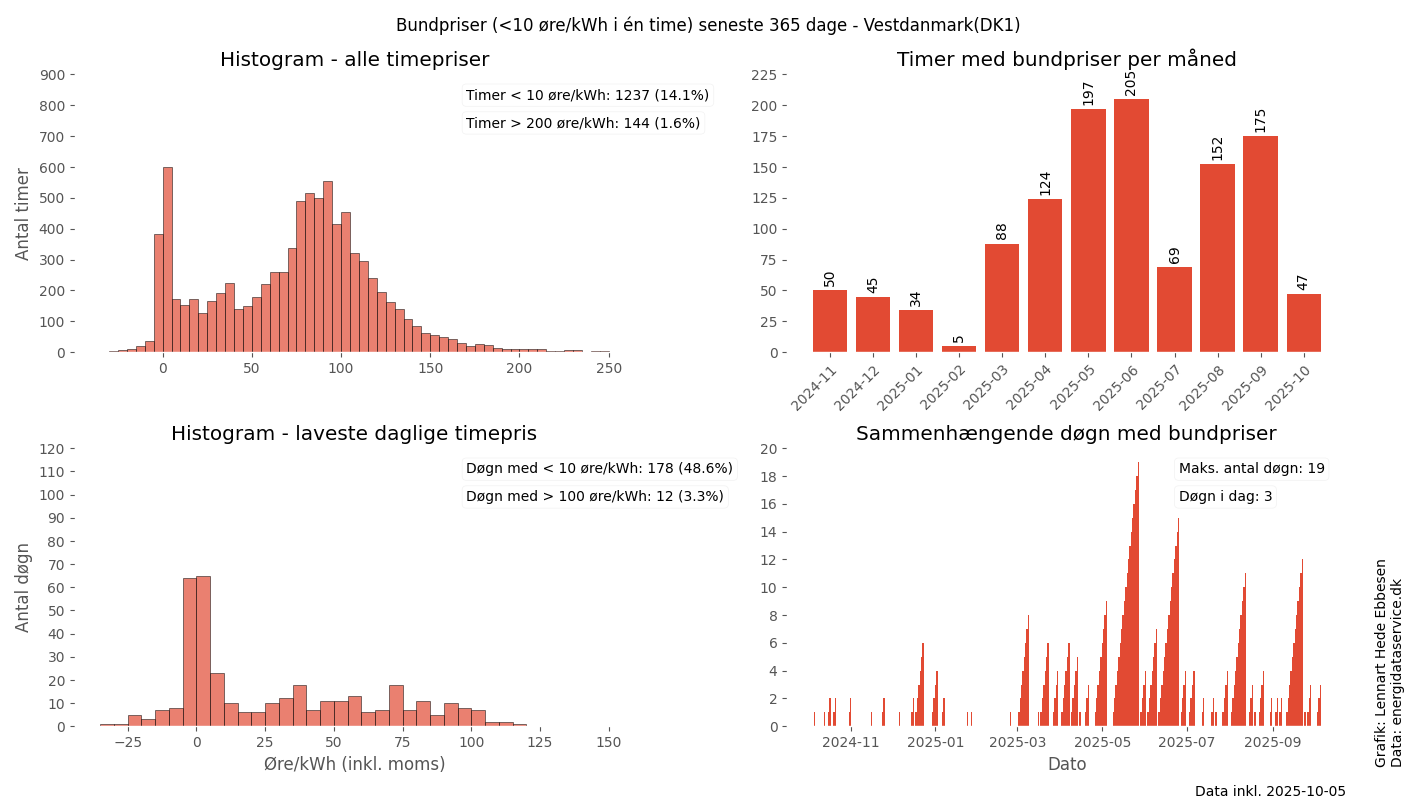 Bundpriser (<10 øre/kWh i én time) seneste 365 dage - Vestdanmark(DK1)
Histogram - alle timepriser
Timer < 10 øre/kWh: 1237 (14.1%)
Timer > 200 øre/kWh: 144 (1.6%)
Antal timer
900
800
700
600
500
400
300
200
100
0
0 50 100 150 200 250
Timer med bundpriser per måned
225
200
175
150
125
100
75
50
25
0
50 45 34 5 88 124 197 205 69 152 175 47
2024-11 2024-12 2025-01 2025-02 2025-03 2025-04 2025-05 2025-06 2025-07 2025-08 2025-09 2025-10
Histogram - laveste daglige timepris
Døgn med < 10 øre/kWh: 178 (48.6%)
Døgn med > 100 øre/kWh: 12 (3.3%)
Antal døgn
120
110
100
90
80
70
60
50
40
30
20
10
0
−25 0 25 50 75 100 125 150
Øre/kWh (inkl. moms)
Sammenhængende døgn med bundpriser
Maks. antal døgn: 19
Døgn i dag: 3
20
18
16
14
12
10
8
6
4
2
0
2024-11 2025-01 2025-03 2025-05 2025-07 2025-09
Dato
Grafik: Lennart Hede Ebbesen
Data: energidataservice.dk
Data inkl. 2025-10-05